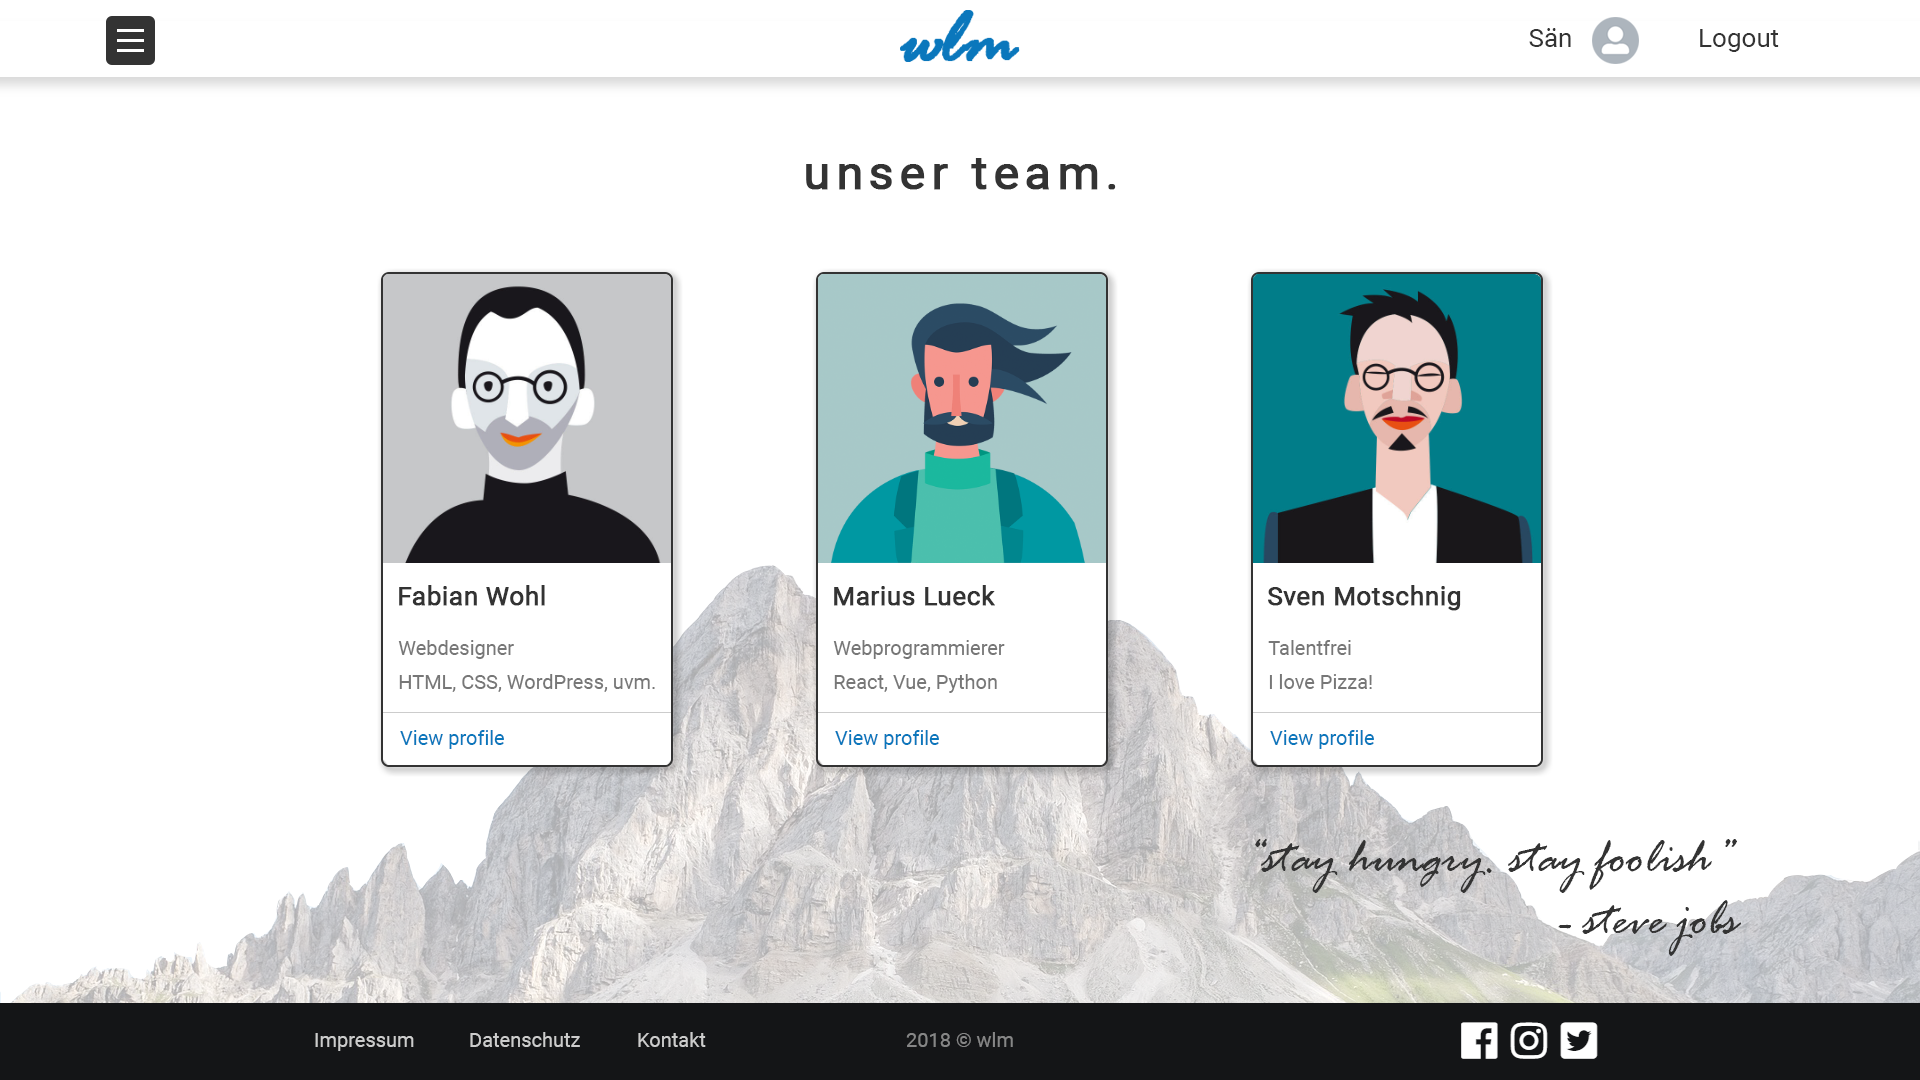 wlm
Sän
Logout
unser team.
Fabian Wohl
Webdesigner
HTML, CSS, WordPress, uvm.
View profile
Marius Lueck
Webprogrammierer
React, Vue, Python
View profile
Sven Motschnig
Talentfrei
I love Pizza!
View profile
“stay hungry. stay foolish ”
- steve jobs
Impressum
Datenschutz
Kontakt
2018 © wlm